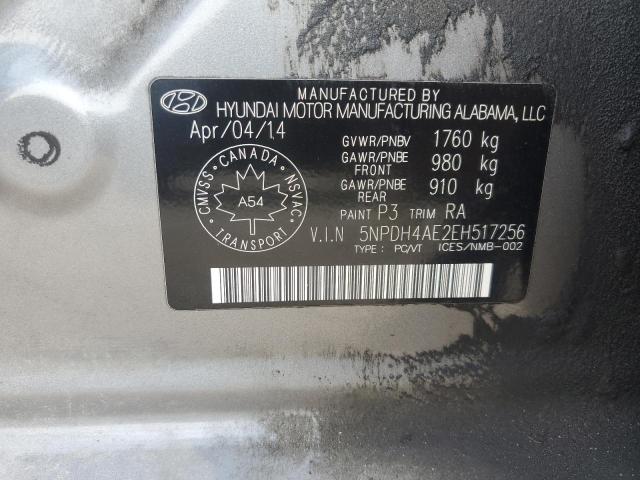 MANUFACTURED BY
HYUNDAI MOTOR MANUFACTURING ALABAMA, LLC
Apr/04/14
GVWR/PNBV 1760 kg
GAWR/PNBE FRONT 980 kg
GAWR/PNBE REAR 910 kg
PAINT P3 TRIM RA
V.I.N 5NPDH4AE2EH517256
TYPE : PC/VT ICES/NMB-002
CANADA
CMVSS NSVAC
A54
TRANSPORT